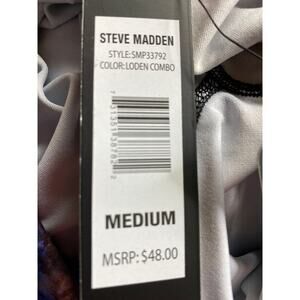 STEVE MADDEN
STYLE:SMP33792
COLOR:LODEN COMBO
MEDIUM
MSRP: $48.00